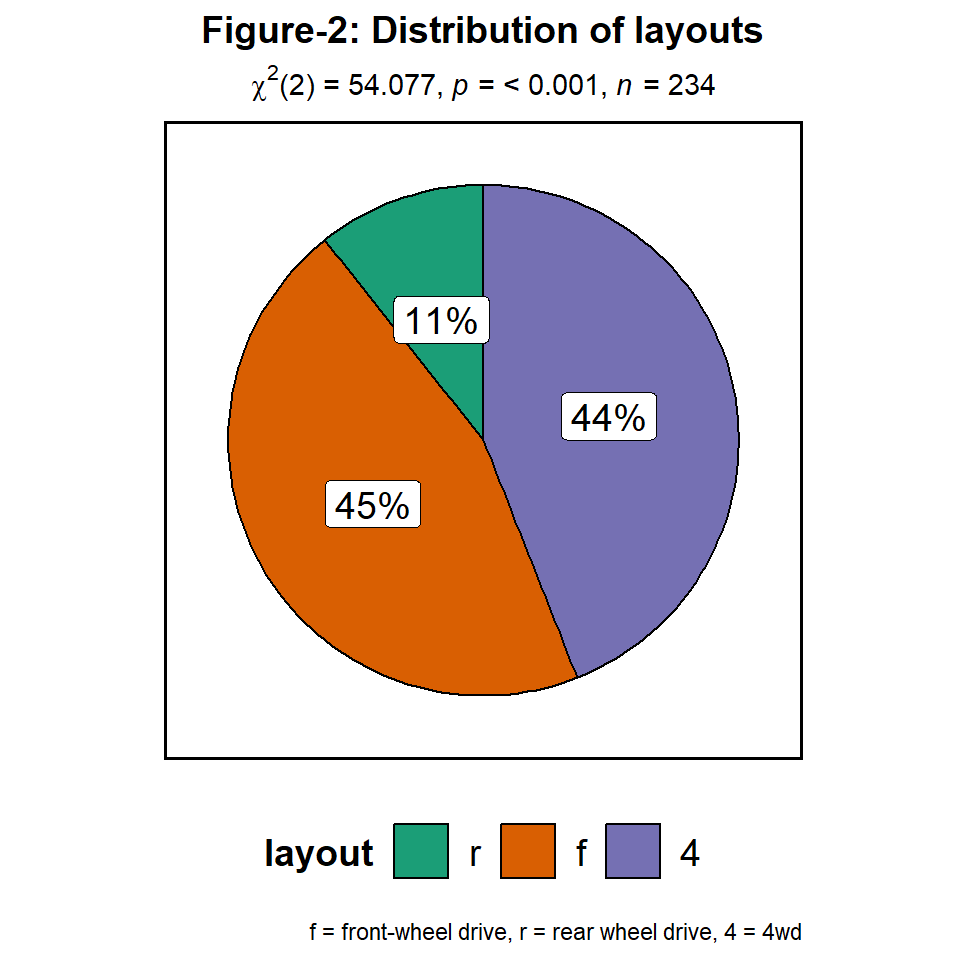 Figure-2: Distribution of layouts
χ²(2) = 54.077, p = < 0.001, n = 234
11%
44%
45%
layout r f 4
f = front-wheel drive, r = rear wheel drive, 4 = 4wd